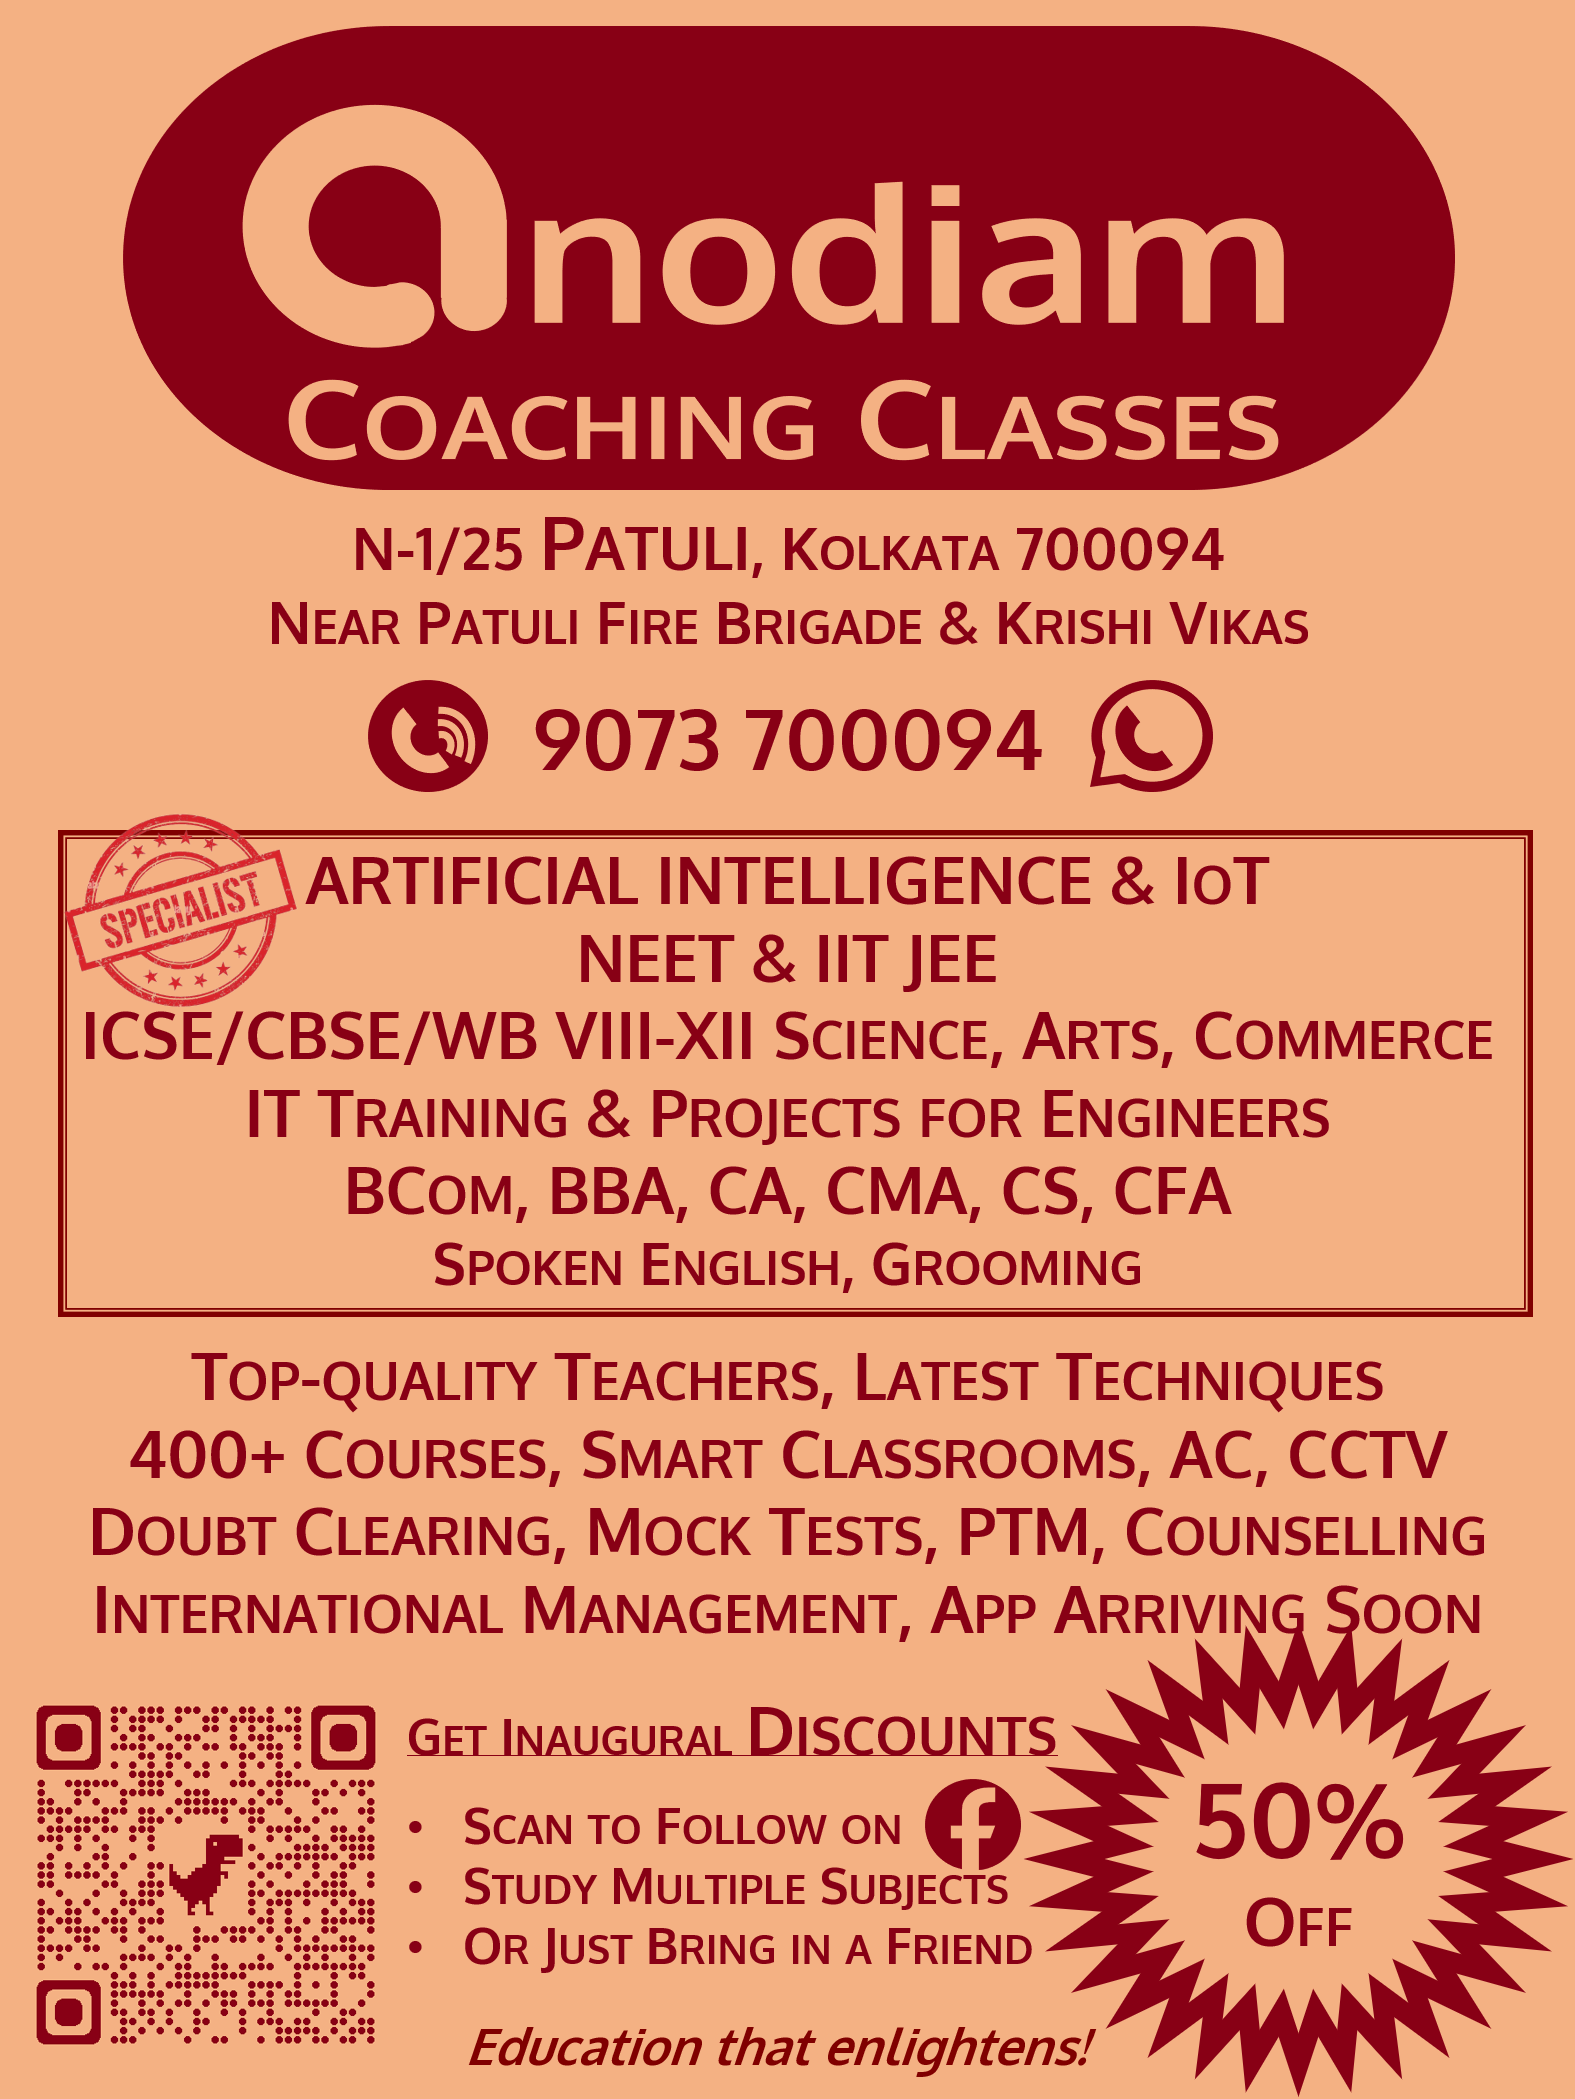 anodiam
COACHING CLASSES
N-1/25 PATULI, KOLKATA 700094
NEAR PATULI FIRE BRIGADE & KRISHI VIKAS
9073 700094
SPECIALIST
ARTIFICIAL INTELLIGENCE & IOT
NEET & IIT JEE
ICSE/CBSE/WB VIII-XII SCIENCE, ARTS, COMMERCE
IT TRAINING & PROJECTS FOR ENGINEERS
BCOM, BBA, CA, CMA, CS, CFA
SPOKEN ENGLISH, GROOMING
TOP-QUALITY TEACHERS, LATEST TECHNIQUES
400+ COURSES, SMART CLASSROOMS, AC, CCTV
DOUBT CLEARING, MOCK TESTS, PTM, COUNSELLING
INTERNATIONAL MANAGEMENT, APP ARRIVING SOON
GET INAUGURAL DISCOUNTS
• SCAN TO FOLLOW ON
• STUDY MULTIPLE SUBJECTS
• OR JUST BRING IN A FRIEND
50%
OFF
Education that enlightens!